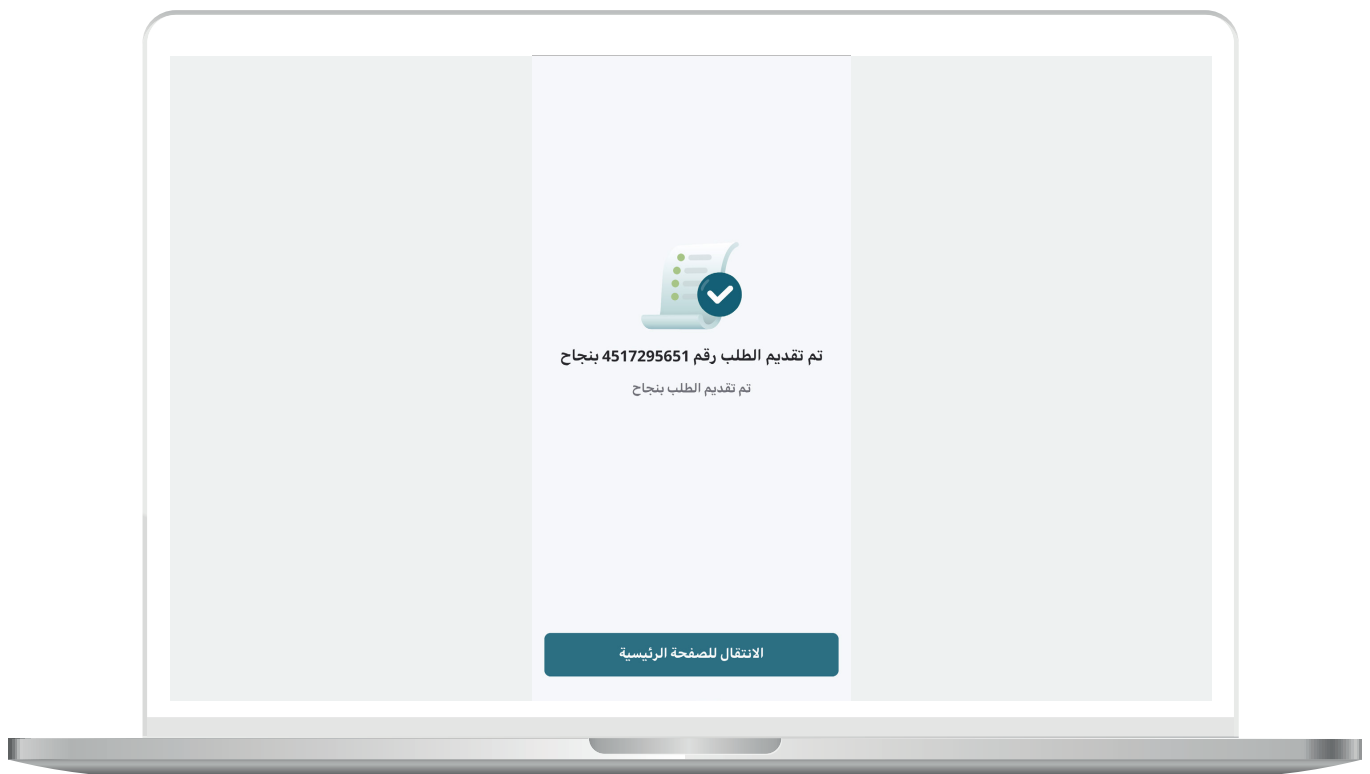 تم تقديم الطلب رقم 4517295651 بنجاح
تم تقديم الطلب بنجاح
الانتقال للصفحة الرئيسية